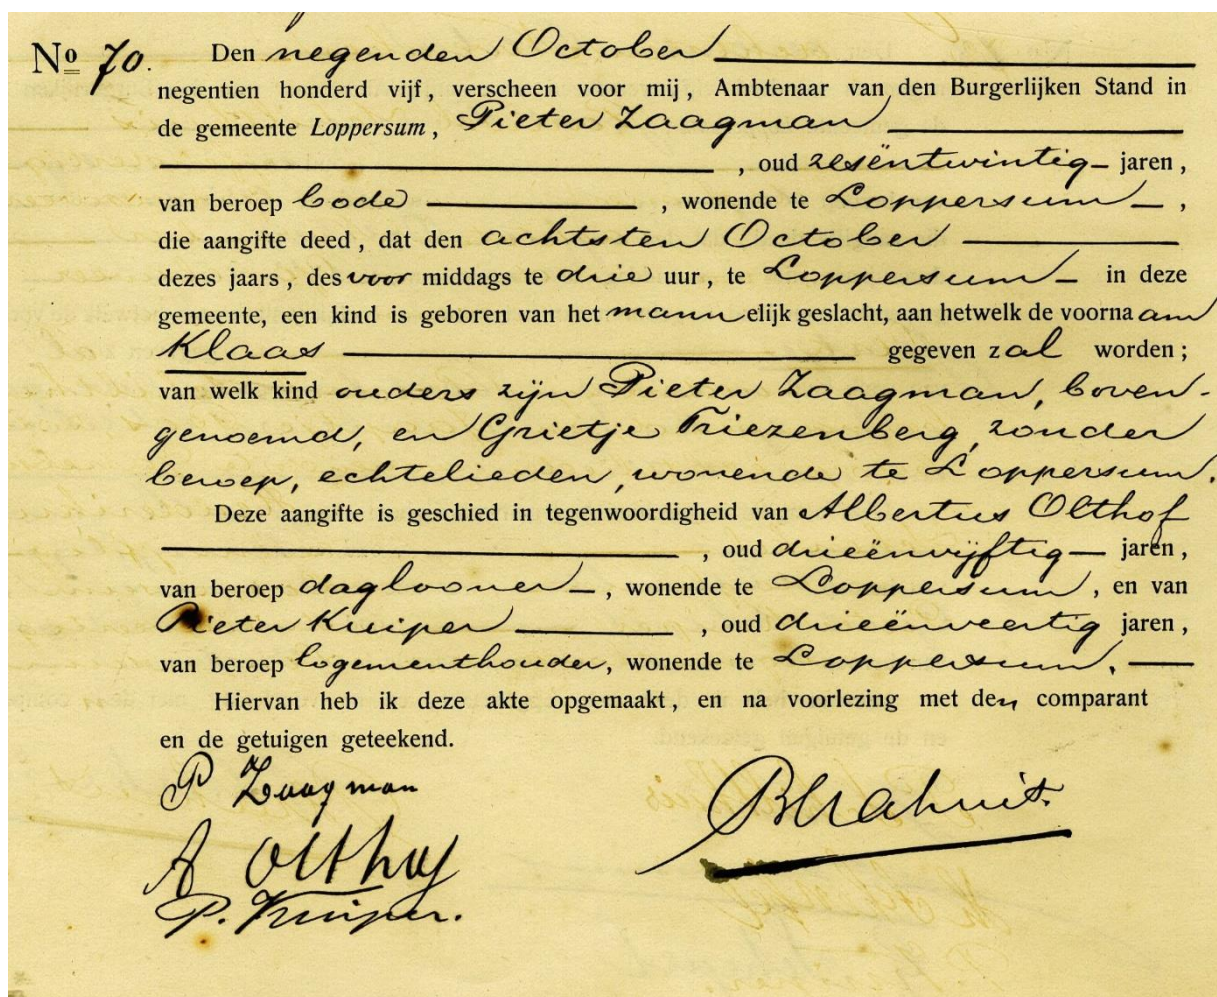 Nº 70. Den negenden October
negentien honderd vijf, verscheen voor mij, Ambtenaar van den Burgerlijken Stand in
de gemeente Loppersum, Pieter Zaagman
, oud zesëntwintig jaren,
van beroep bode , wonende te Loppersum ,
die aangifte deed, dat den achtsten October
dezes jaars, des voor middags te drie uur, te Loppersum in deze
gemeente, een kind is geboren van het mannelijk geslacht, aan hetwelk de voornaam
Klaas gegeven zal worden;
van welk kind ouders zijn Pieter Zaagman, boven-
genoemd, en Grietje Triezenberg, zonder
beroep, echtelieden, wonende te Loppersum.
Deze aangifte is geschied in tegenwoordigheid van Albertus Olthof
, oud drieënvijftig jaren,
van beroep daglooner , wonende te Loppersum, en van
Pieter Kuiper , oud drieënveertig jaren,
van beroep logementhouder, wonende te Loppersum.
Hiervan heb ik deze akte opgemaakt, en na voorlezing met den comparant
en de getuigen geteekend.
P Zaagman
A Olthof
P. Kuiper.